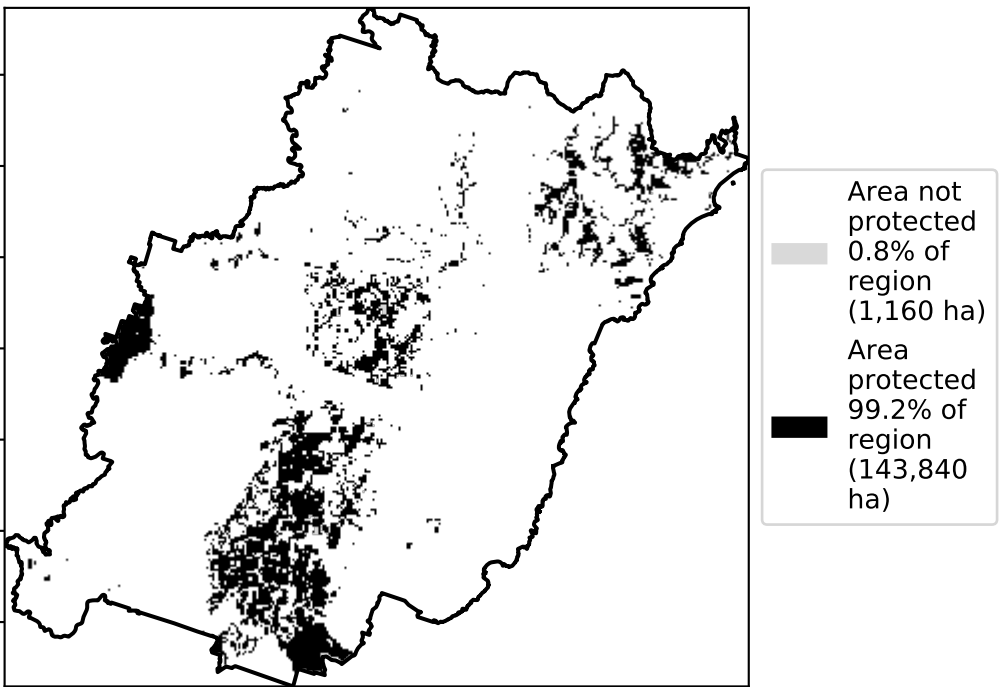 Area not
protected
0.8% of
region
(1,160 ha)
Area
protected
99.2% of
region
(143,840
ha)